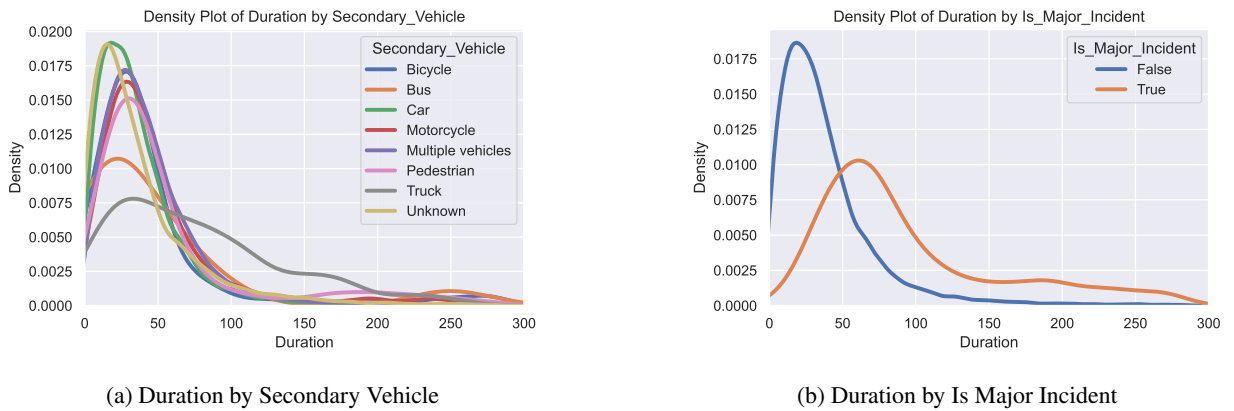 Density Plot of Duration by Secondary_Vehicle
0.0200
0.0175
0.0150
0.0125
0.0100
0.0075
0.0050
0.0025
0.0000
Density
0 50 100 150 200 250 300
Duration
Secondary_Vehicle
Bicycle
Bus
Car
Motorcycle
Multiple vehicles
Pedestrian
Truck
Unknown
(a) Duration by Secondary Vehicle
Density Plot of Duration by Is_Major_Incident
0.0175
0.0150
0.0125
0.0100
0.0075
0.0050
0.0025
0.0000
Density
0 50 100 150 200 250 300
Duration
Is_Major_Incident
False
True
(b) Duration by Is Major Incident